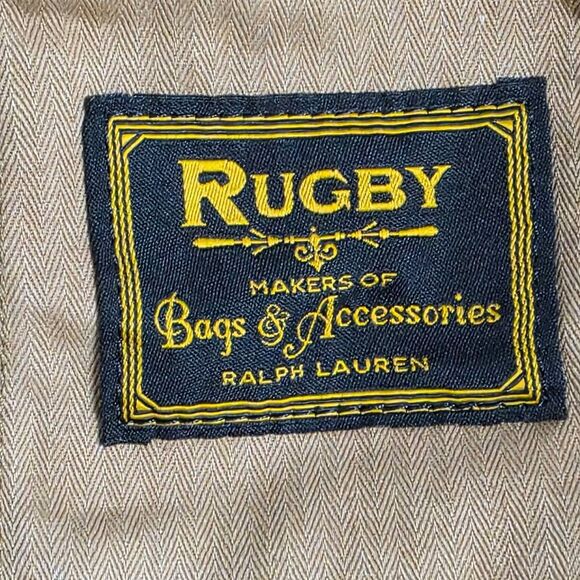 RUGBY
MAKERS OF
Bags & Accessories
RALPH LAUREN